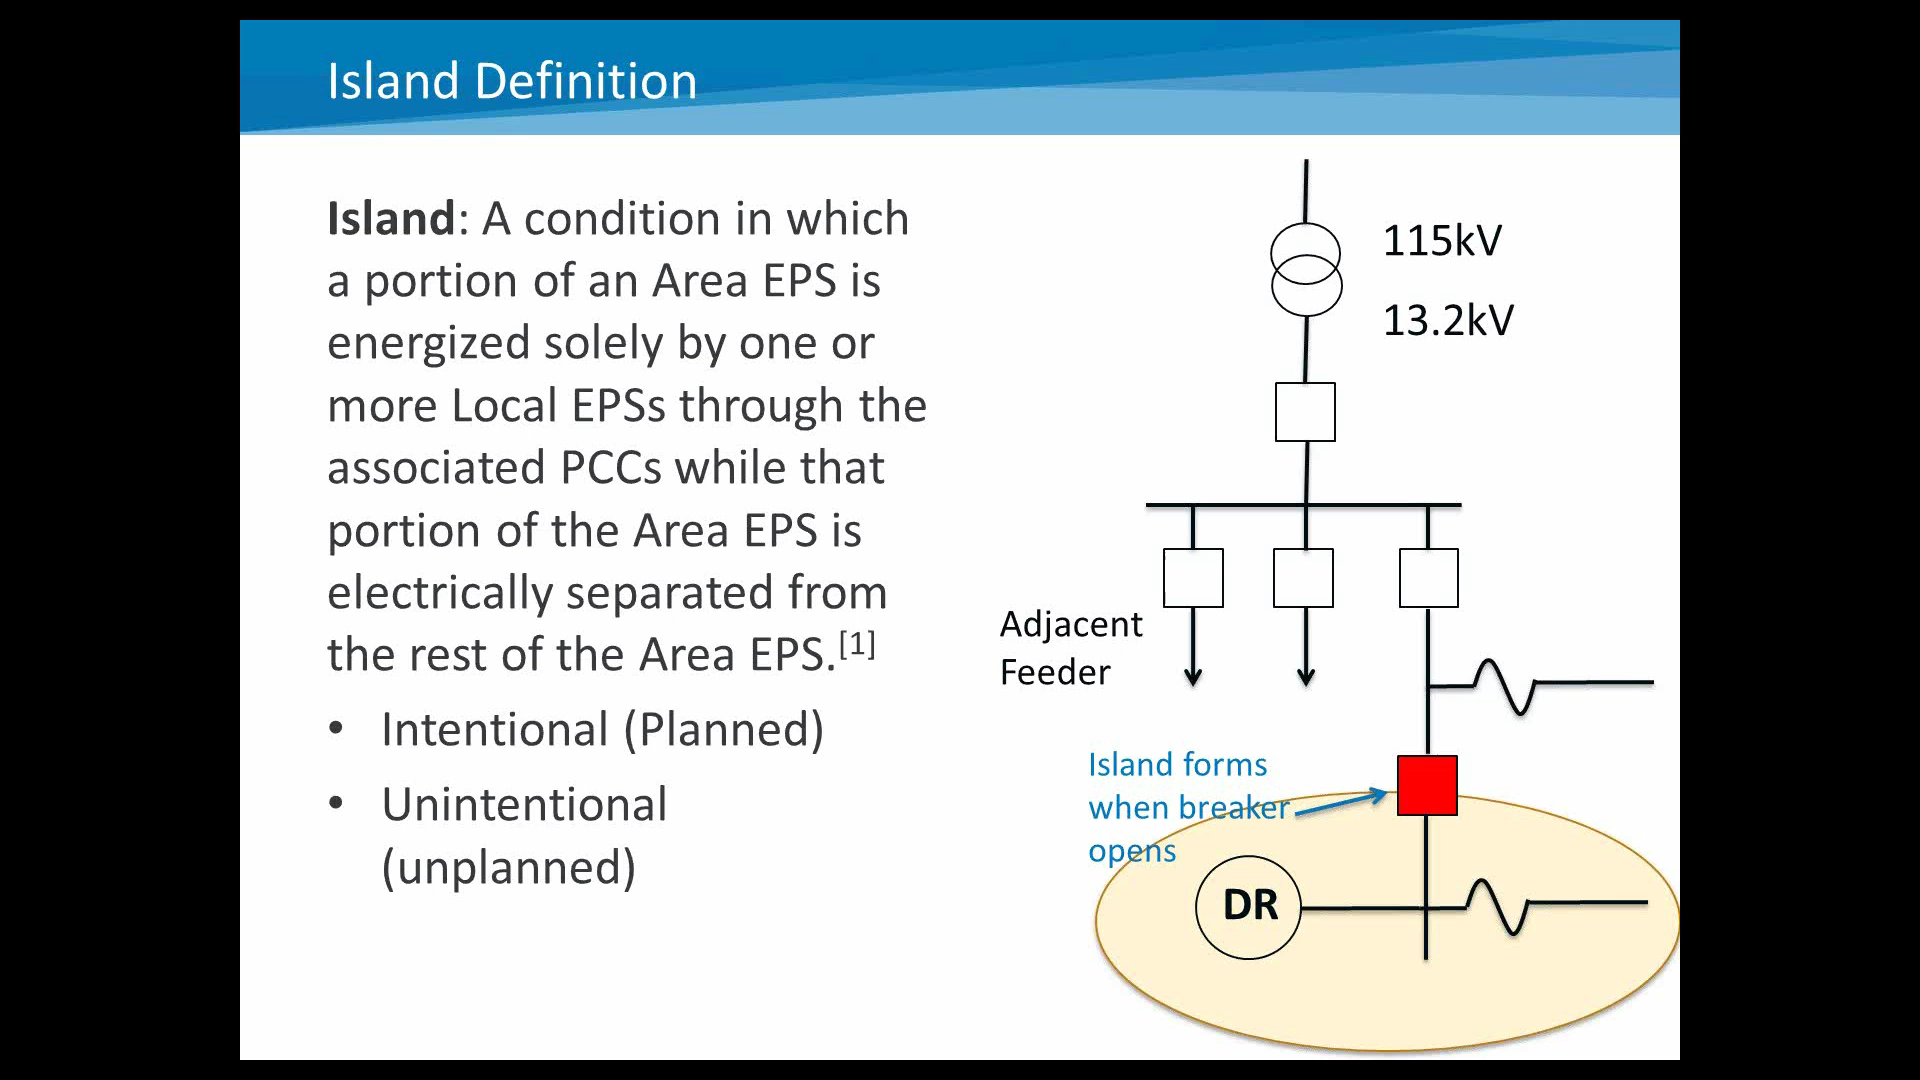 Island Definition
Island: A condition in which
a portion of an Area EPS is
energized solely by one or
more Local EPSs through the
associated PCCs while that
portion of the Area EPS is
electrically separated from
the rest of the Area EPS.[1]
• Intentional (Planned)
• Unintentional
(unplanned)
115kV
13.2kV
Adjacent
Feeder
Island forms
when breaker
opens
DR